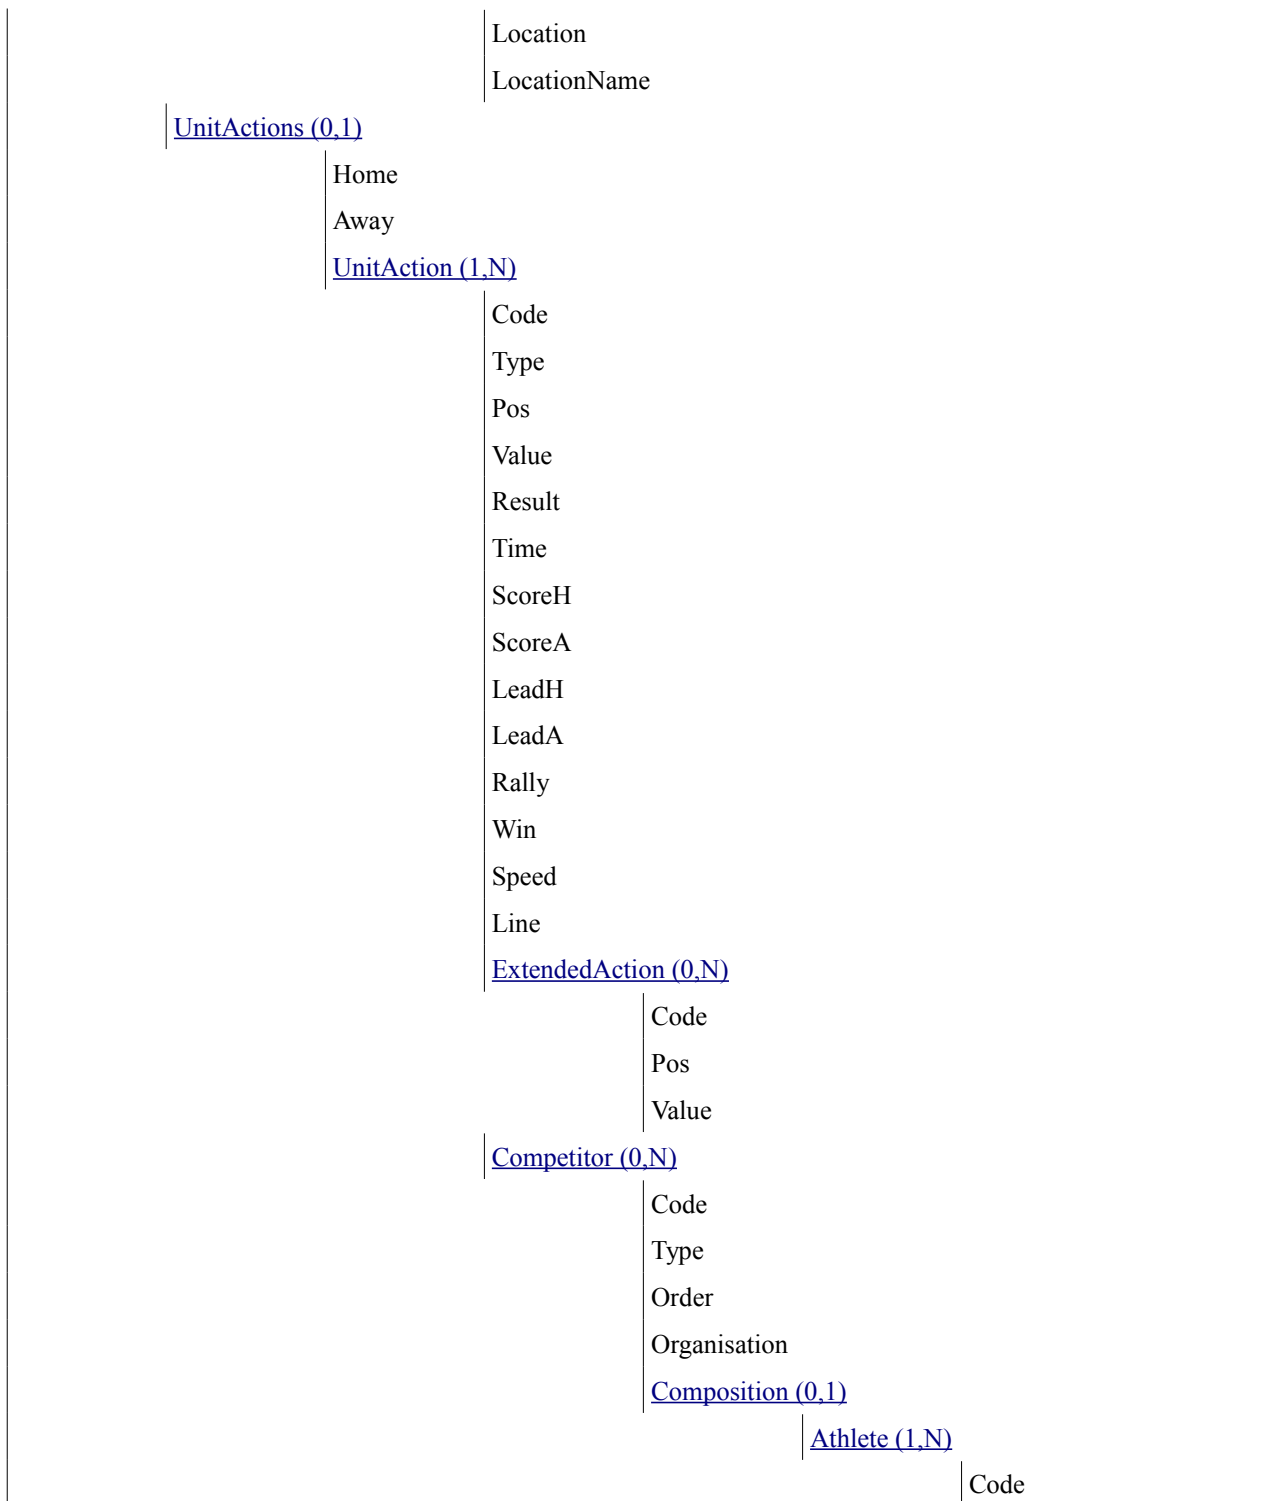 Location
LocationName
UnitActions (0,1)
Home
Away
UnitAction (1,N)
Code
Type
Pos
Value
Result
Time
ScoreH
ScoreA
LeadH
LeadA
Rally
Win
Speed
Line
ExtendedAction (0,N)
Code
Pos
Value
Competitor (0,N)
Code
Type
Order
Organisation
Composition (0,1)
Athlete (1,N)
Code